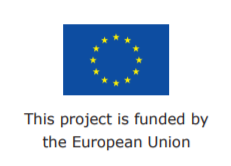 This project is funded by
the European Union